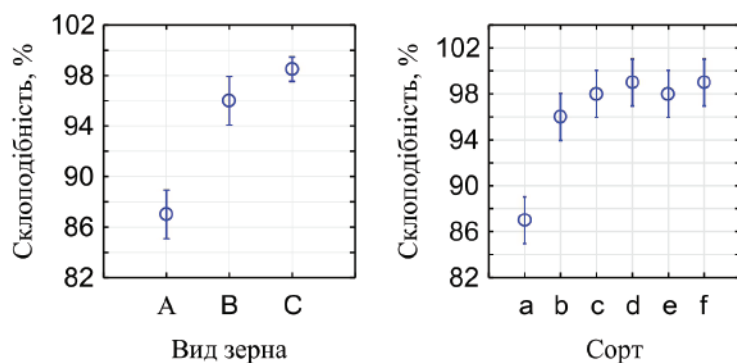 Склоподібність, %
102
98
94
90
86
82
A B C
Вид зерна
Склоподібність, %
102
98
94
90
86
82
a b c d e f
Сорт